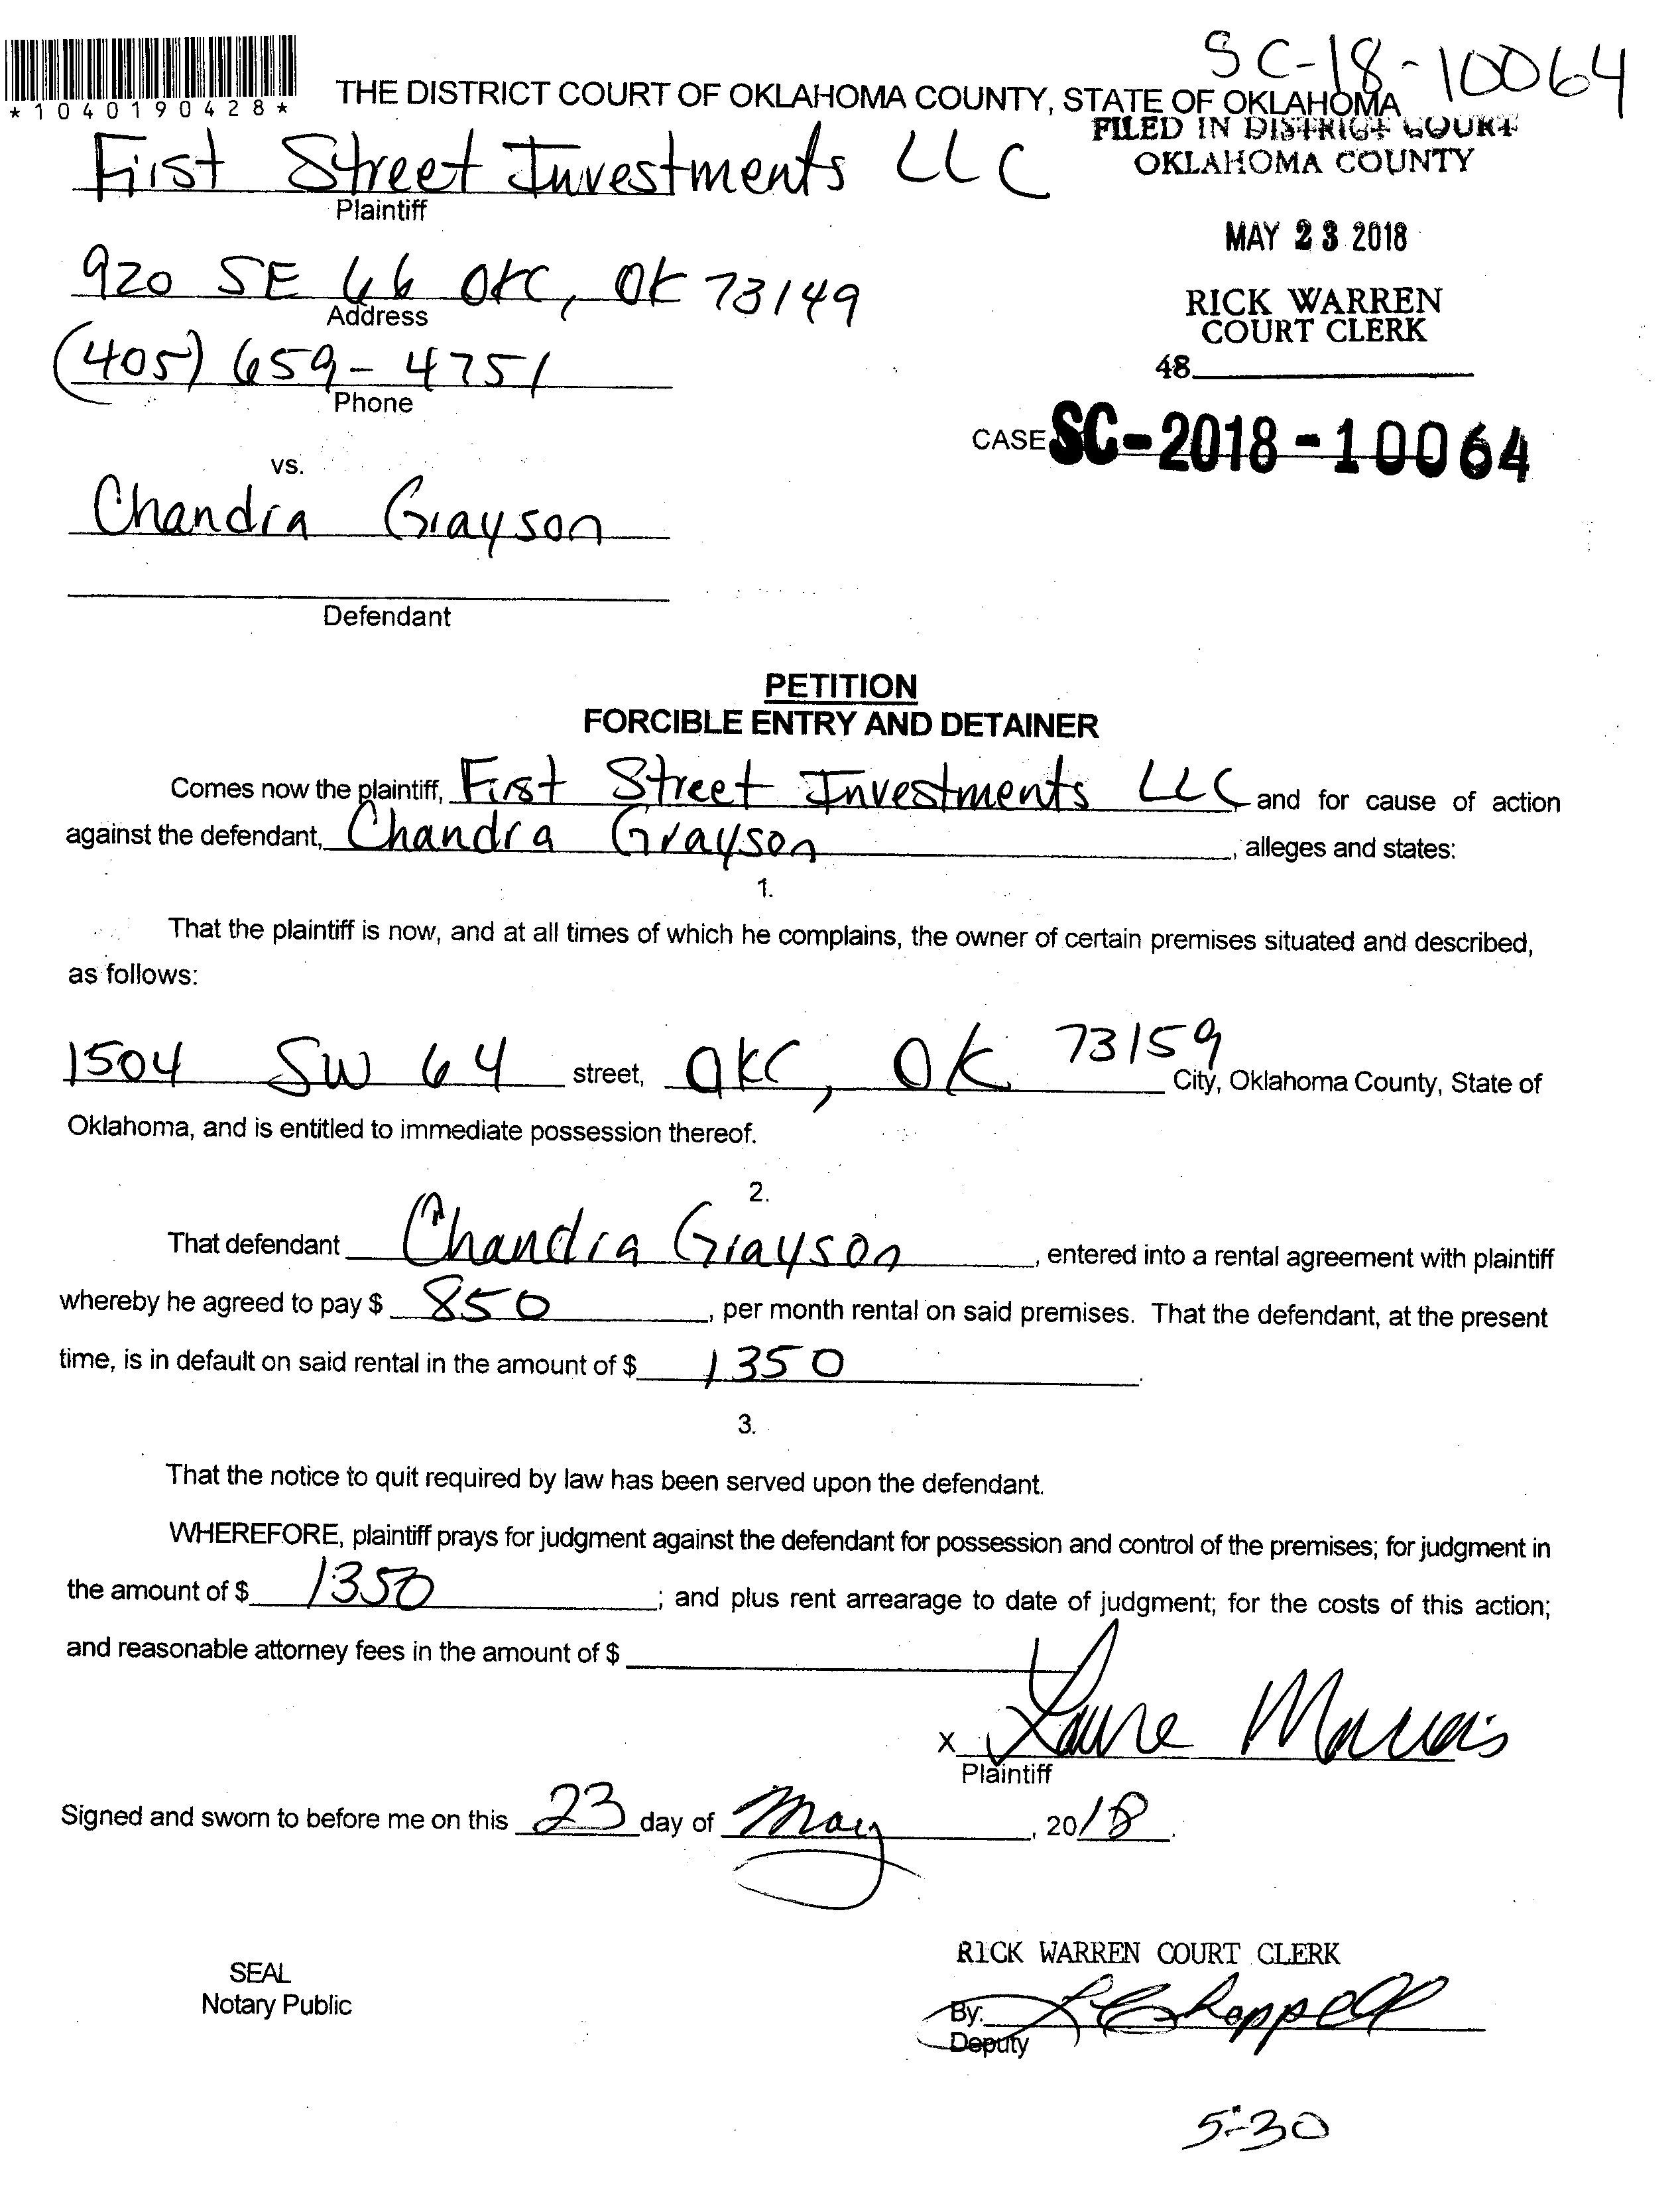 SC-18-10064
*1040190428*
THE DISTRICT COURT OF OKLAHOMA COUNTY, STATE OF OKLAHOMA
FILED IN DISTRICT COURT
OKLAHOMA COUNTY
First Street Investments LLC
Plaintiff
MAY 23 2018
920 SE 66 OKC, OK 73149
Address
RICK WARREN
COURT CLERK
(405) 659-4751
Phone
48
CASE SC-2018-10064
vs.
Chandra Grayson
Defendant
PETITION
FORCIBLE ENTRY AND DETAINER
Comes now the plaintiff, First Street Investments LLC and for cause of action
against the defendant, Chandra Grayson, alleges and states:
1.
That the plaintiff is now, and at all times of which he complains, the owner of certain premises situated and described,
as follows:
1504 SW 64 street, OKC, OK 73159 City, Oklahoma County, State of
Oklahoma, and is entitled to immediate possession thereof.
2.
That defendant Chandra Grayson, entered into a rental agreement with plaintiff
whereby he agreed to pay $ 850, per month rental on said premises. That the defendant, at the present
time, is in default on said rental in the amount of $ 1350.
3.
That the notice to quit required by law has been served upon the defendant.
WHEREFORE, plaintiff prays for judgment against the defendant for possession and control of the premises; for judgment in
the amount of $ 1350; and plus rent arrearage to date of judgment; for the costs of this action;
and reasonable attorney fees in the amount of $
X
Plaintiff
Signed and sworn to before me on this 23 day of May, 2018.
RICK WARREN COURT CLERK
SEAL
Notary Public
By:
Deputy
5-30